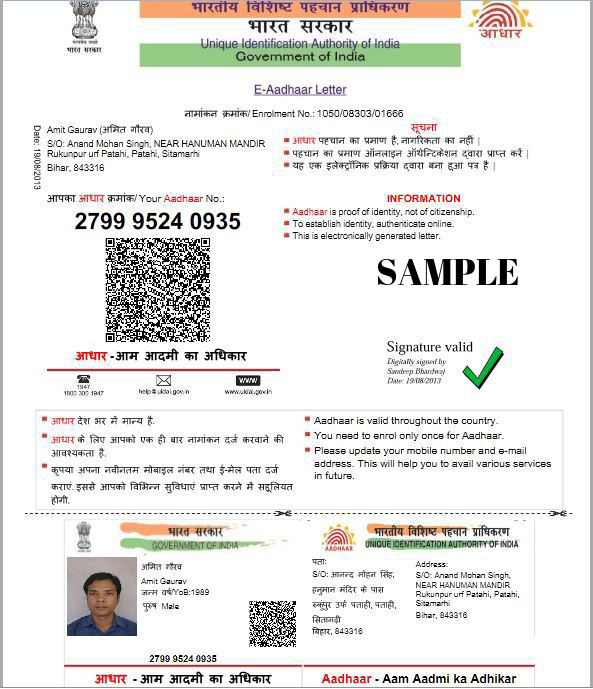 भारतीय विशिष्ट पहचान प्राधिकरण
भारत सरकार
Unique Identification Authority of India
Government of India
आधार
E-Aadhaar Letter
नामांकन क्रमांक/ Enrolment No.: 1050/08303/01666
Date: 19/08/2013
Amit Gaurav (अमित गौरव)
S/O: Anand Mohan Singh, NEAR HANUMAN MANDIR
Rukunpur urf Patahi, Patahi, Sitamarhi
Bihar, 843316
सूचना
आधार पहचान का प्रमाण है, नागरिकता का नहीं |
पहचान का प्रमाण ऑनलाइन ऑथेन्टिकेशन द्वारा प्राप्त करें |
यह एक इलेक्ट्रॉनिक प्रक्रिया द्वारा बना हुआ पत्र है |
आपका आधार क्रमांक/ Your Aadhaar No.:
2799 9524 0935
INFORMATION
Aadhaar is proof of identity, not of citizenship.
To establish identity, authenticate online.
This is electronically generated letter.
SAMPLE
Signature valid
Digitally signed by
Sandeep Bhardwaj
Date: 19/08/2013
आधार -आम आदमी का अधिकार
1947
1800 300 1947
help@uidai.gov.in
WWW
www.uidai.gov.in
आधार देश भर में मान्य है.
आधार के लिए आपको एक ही बार नामांकन दर्ज करवाने की
आवश्यकता है.
कृपया अपना नवीनतम मोबाइल नंबर तथा ई-मेल पता दर्ज
कराएं. इससे आपको विभिन्न सुविधाएं प्राप्त करने में सहूलियत
होगी.
Aadhaar is valid throughout the country.
You need to enrol only once for Aadhaar.
Please update your mobile number and e-mail
address. This will help you to avail various services
in future.
भारत सरकार
GOVERNMENT OF INDIA
अमित गौरव
Amit Gaurav
जन्म वर्ष/YoB:1989
पुरुष Male
2799 9524 0935
आधार - आम आदमी का अधिकार
भारतीय विशिष्ट पहचान प्राधिकरण
UNIQUE IDENTIFICATION AUTHORITY OF INDIA
AADHAAR
पता:
S/O: आनन्द मोहन सिंह,
हनुमान मंदिर के पास
रुकुंपुर उर्फ पताही, पताही,
सितामढ़ी
बिहार, 843316
Address:
S/O: Anand Mohan Singh,
NEAR HANUMAN MANDIR
Rukunpur urf Patahi, Patahi,
Sitamarhi
Bihar, 843316
Aadhaar - Aam Aadmi ka Adhikar